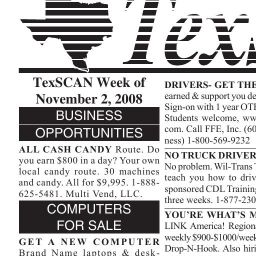 Tex
TexSCAN Week of
November 2, 2008
BUSINESS
OPPORTUNITIES
ALL CASH CANDY Route. Do
you earn $800 in a day? Your own
local candy route. 30 machines
and candy. All for $9,995. 1-888-
625-5481. Multi Vend, LLC.
COMPUTERS
FOR SALE
GET A NEW COMPUTER
Brand Name laptops & desk-
DRIVERS- GET THE
earned & support you de
Sign-on with 1 year OTR
Students welcome, ww
com. Call FFE, Inc. (60
ness) 1-800-569-9232
NO TRUCK DRIVER
No problem. Wil-Trans T
teach you how to driv
sponsored CDL Training
three weeks. 1-877-230
YOU'RE WHAT'S M
LINK America! Regiona
weekly $900-$1000/week
Drop-N-Hook. Also hiri